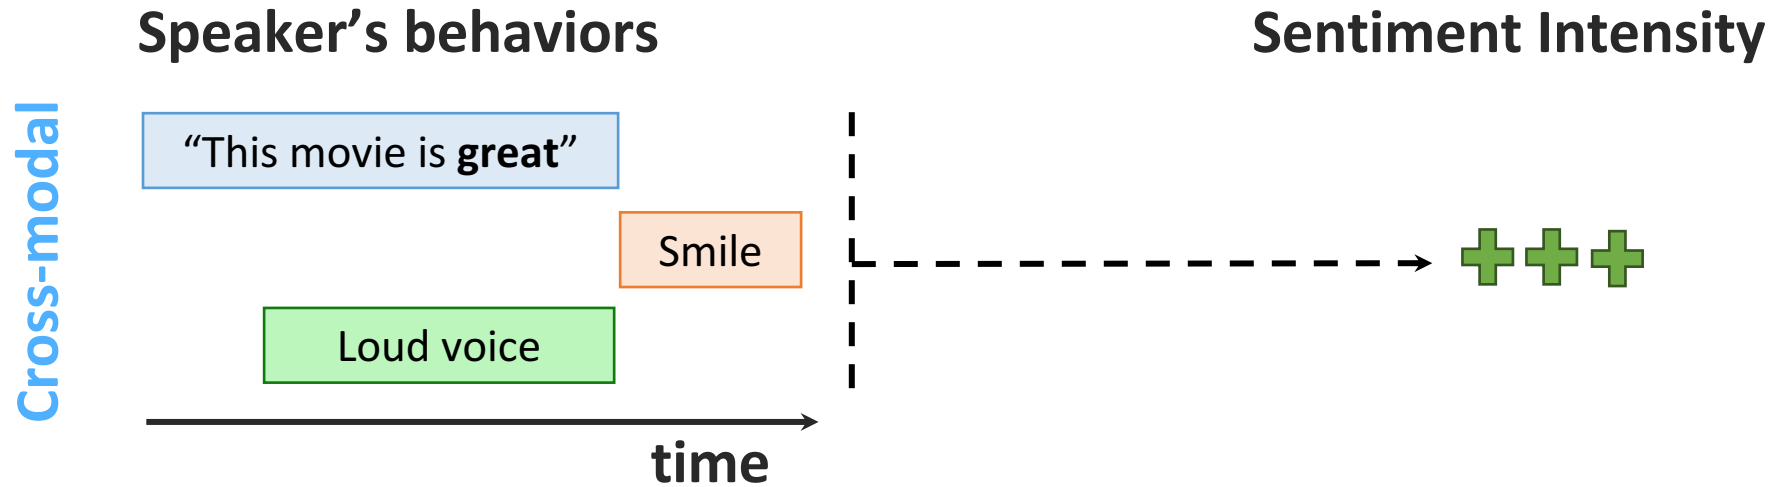 Speaker’s behaviors
Sentiment Intensity
Cross-modal
“This movie is great”
Smile
Loud voice
time